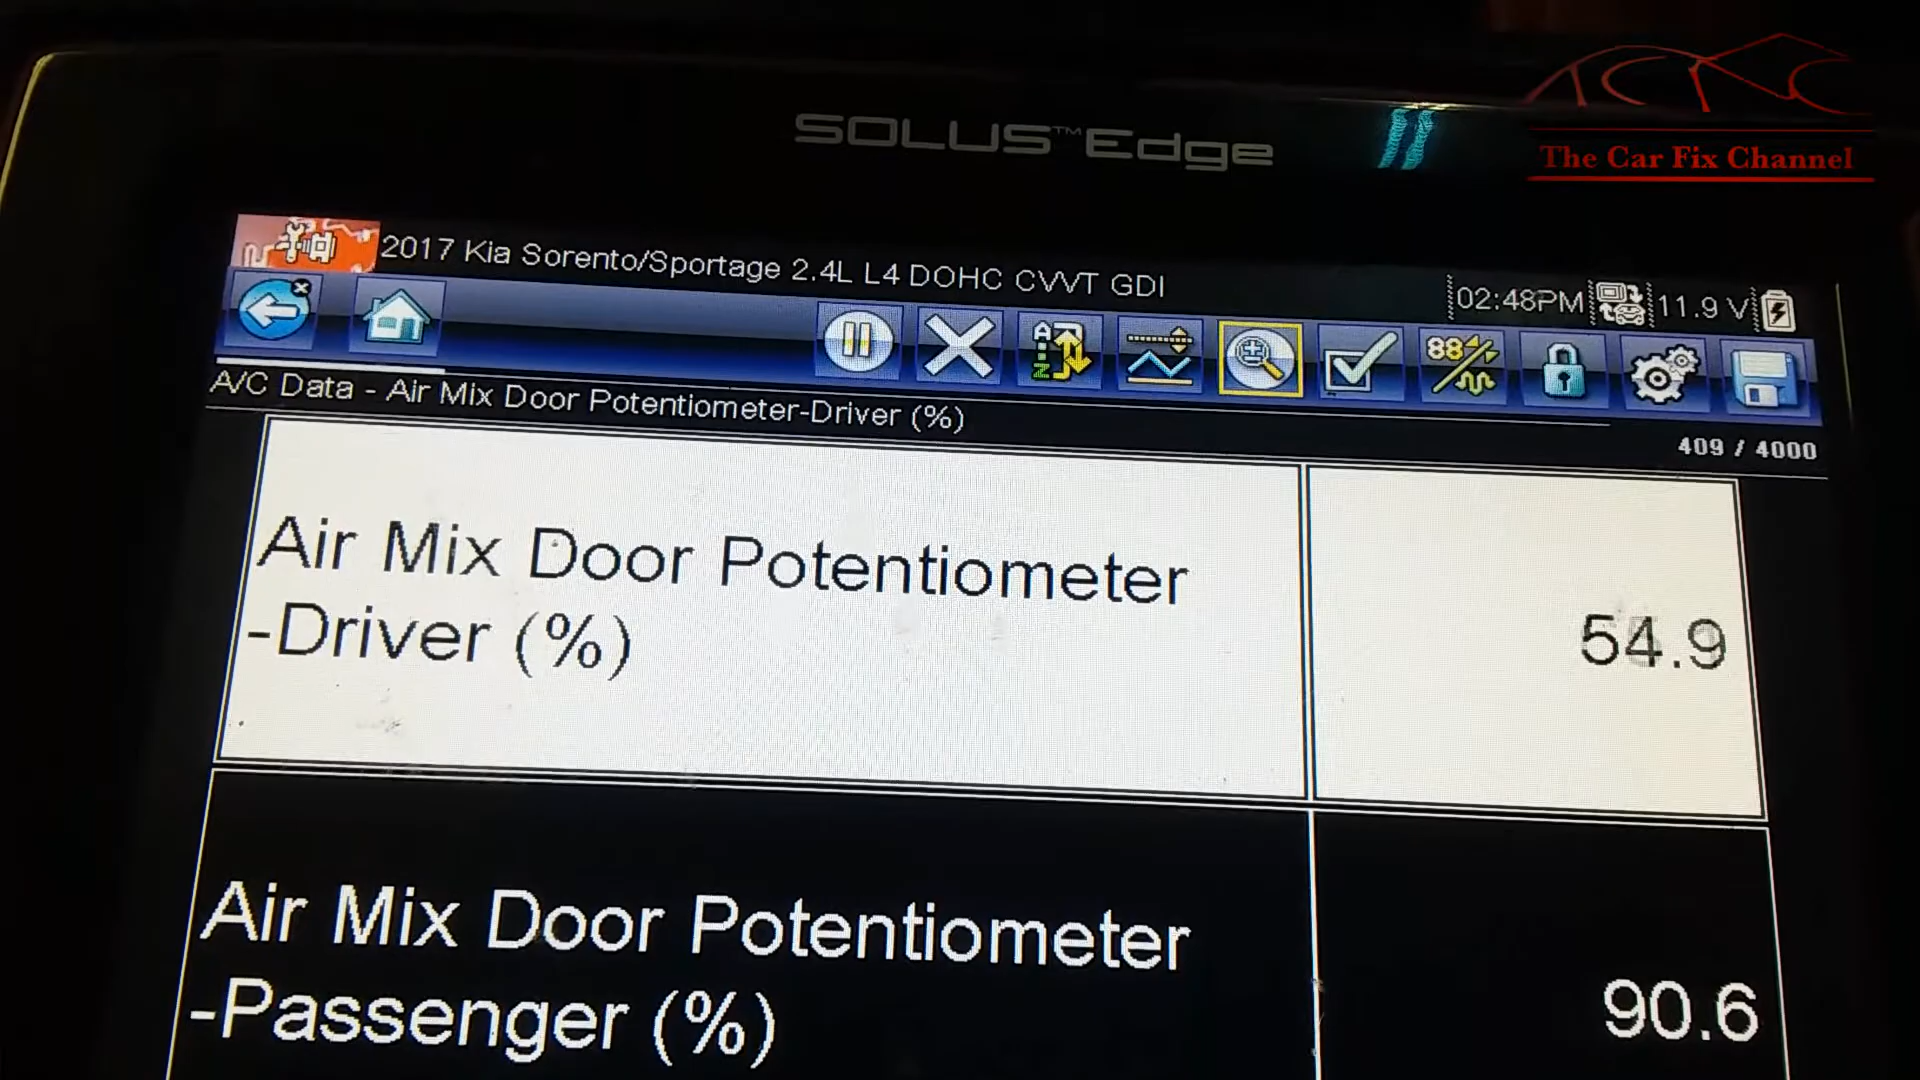 SOLUS™ Edge
The Car Fix Channel
2017 Kia Sorento/Sportage 2.4L L4 DOHC CVVT GDI
02:48PM
11.9 V
A/C Data - Air Mix Door Potentiometer-Driver (%)
409 / 4000
Air Mix Door Potentiometer
-Driver (%)
54.9
Air Mix Door Potentiometer
-Passenger (%)
90.6